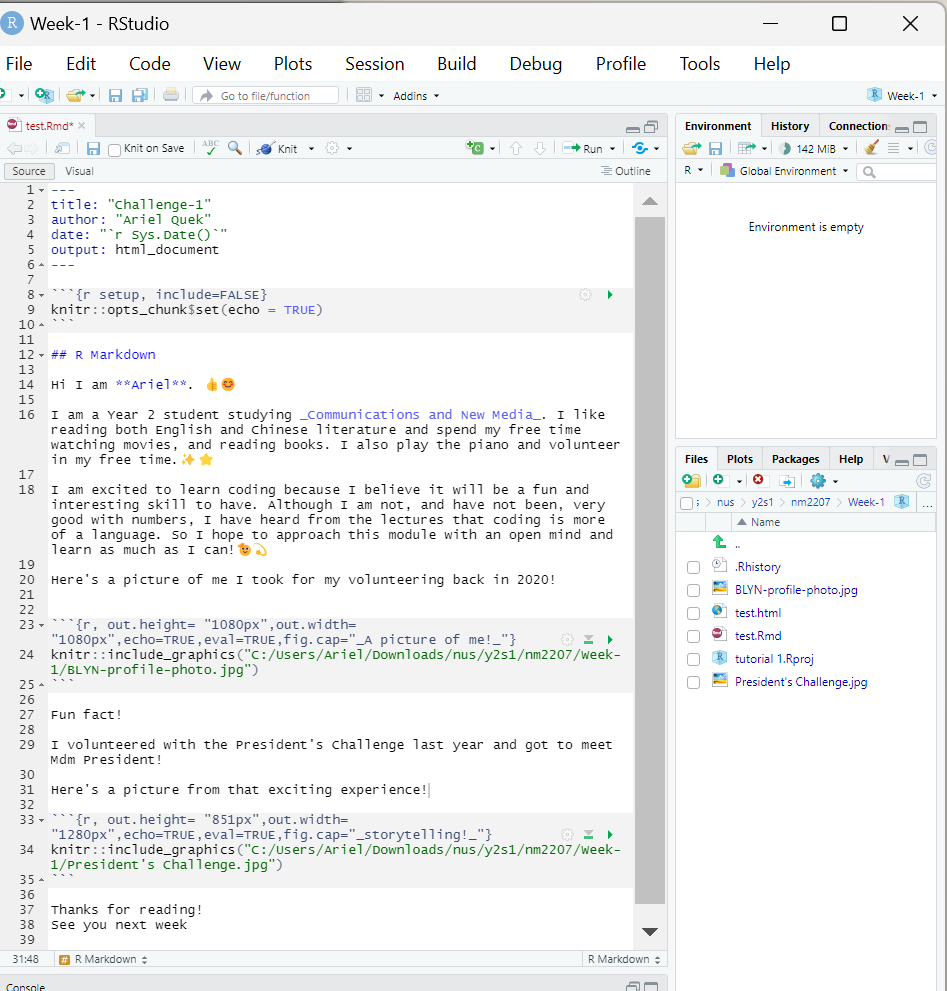 R Week-1 - RStudio
File Edit Code View Plots Session Build Debug Profile Tools Help
Go to file/function Addins Week-1
test.Rmd*
Knit on Save ABC Knit Run
Source Visual Outline
1 ---
2 title: "Challenge-1"
3 author: "Ariel Quek"
4 date: "`r Sys.Date()`"
5 output: html_document
6 ---
7
8 ```{r setup, include=FALSE}
9 knitr::opts_chunk$set(echo = TRUE)
10 ```
11
12 ## R Markdown
13
14 Hi I am **Ariel**. 👍😊
15
16 I am a Year 2 student studying _Communications and New Media_. I like
reading both English and Chinese literature and spend my free time
watching movies, and reading books. I also play the piano and volunteer
in my free time.✨⭐
17
18 I am excited to learn coding because I believe it will be a fun and
interesting skill to have. Although I am not, and have not been, very
good with numbers, I have heard from the lectures that coding is more
of a language. So I hope to approach this module with an open mind and
learn as much as I can!🫡💫
19
20 Here's a picture of me I took for my volunteering back in 2020!
21
22
23 ```{r, out.height= "1080px",out.width=
"1080px",echo=TRUE,eval=TRUE,fig.cap="_A picture of me!_"}
24 knitr::include_graphics("C:/Users/Ariel/Downloads/nus/y2s1/nm2207/Week-
1/BLYN-profile-photo.jpg")
25 ```
26
27 Fun fact!
28
29 I volunteered with the President's Challenge last year and got to meet
Mdm President!
30
31 Here's a picture from that exciting experience!
32
33 ```{r, out.height= "851px",out.width=
"1280px",echo=TRUE,eval=TRUE,fig.cap="_storytelling!_"}
34 knitr::include_graphics("C:/Users/Ariel/Downloads/nus/y2s1/nm2207/Week-
1/President's Challenge.jpg")
35 ```
36
37 Thanks for reading!
38 See you next week
39
31:48 # R Markdown R Markdown
Console
Environment History Connection
142 MiB
R Global Environment
Environment is empty
Files Plots Packages Help V
nus y2s1 nm2207 Week-1 R ...
Name
..
.Rhistory
BLYN-profile-photo.jpg
test.html
test.Rmd
tutorial 1.Rproj
President's Challenge.jpg